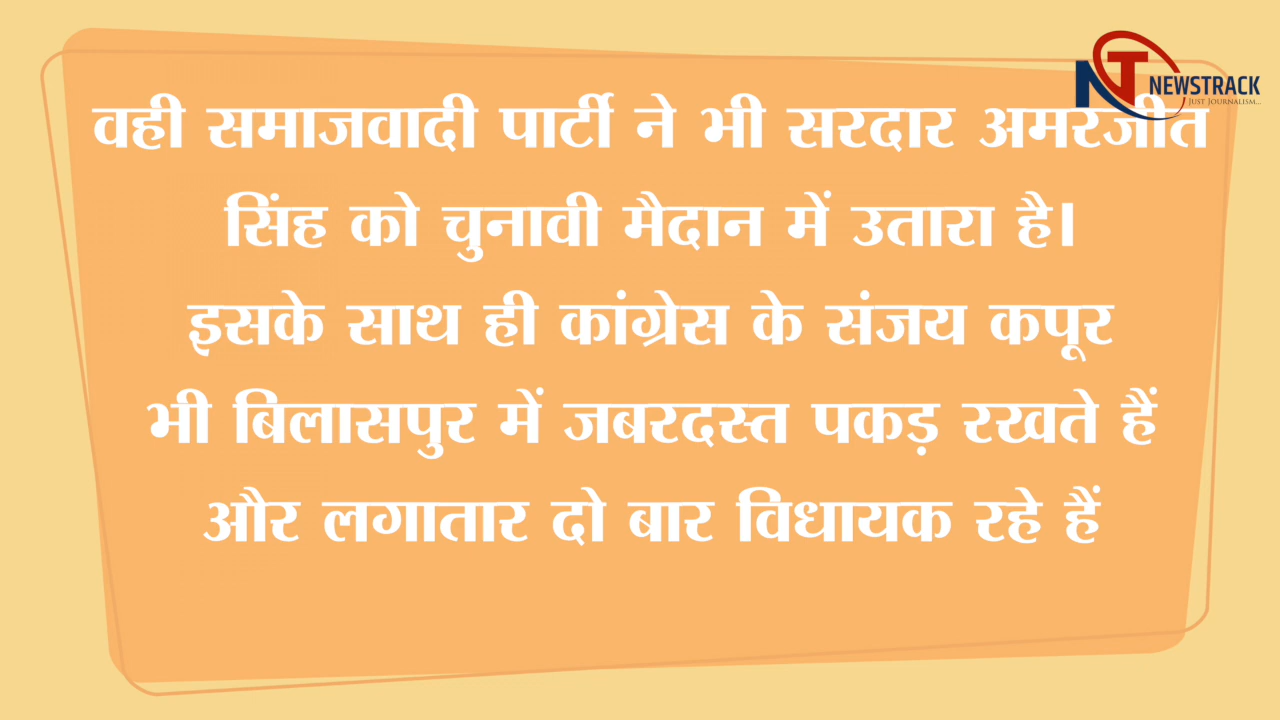 NT NEWSTRACK
JUST JOURNALISM...
वही समाजवादी पार्टी ने भी सरदार अमरजीत
सिंह को चुनावी मैदान में उतारा है।
इसके साथ ही कांग्रेस के संजय कपूर
भी बिलासपुर में जबरदस्त पकड़ रखते हैं
और लगातार दो बार विधायक रहे हैं